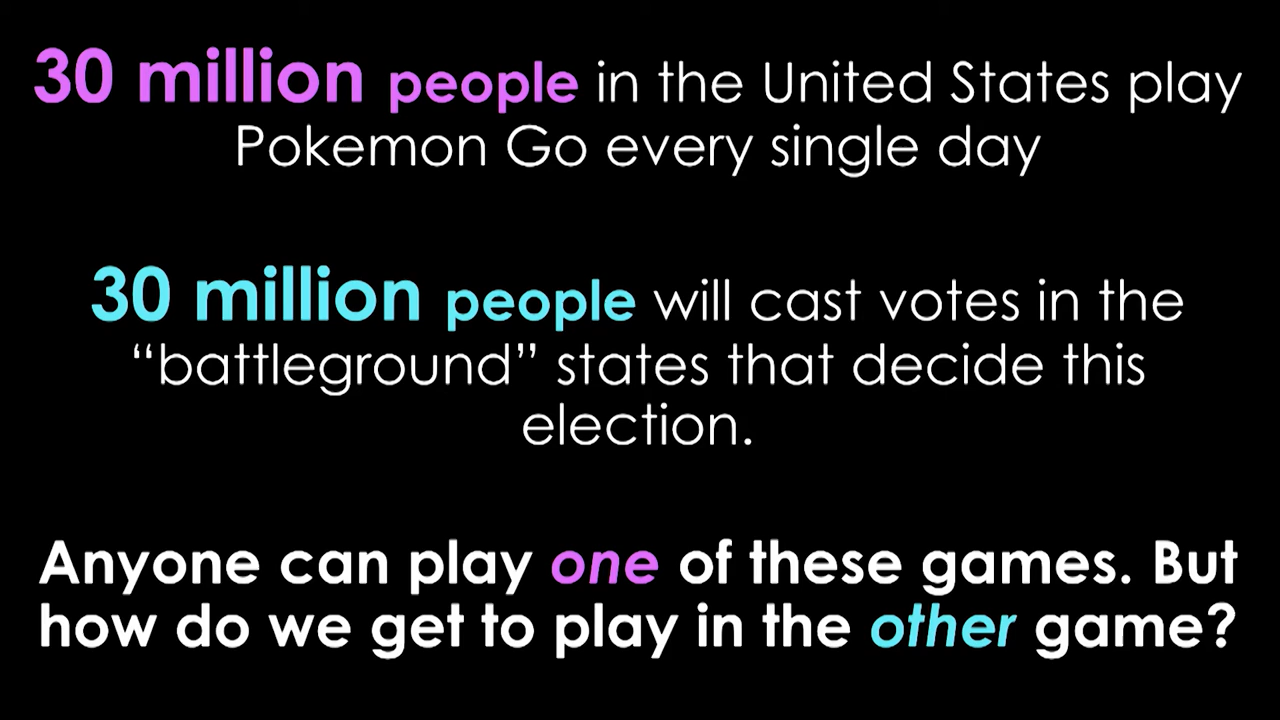 30 million people in the United States play
Pokemon Go every single day
30 million people will cast votes in the
“battleground” states that decide this
election.
Anyone can play one of these games. But
how do we get to play in the other game?